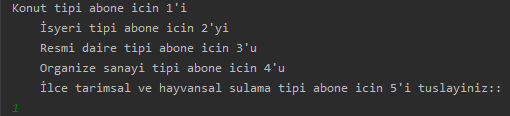 Konut tipi abone icin 1'i
İsyeri tipi abone icin 2'yi
Resmi daire tipi abone icin 3'u
Organize sanayi tipi abone icin 4'u
İlce tarimsal ve hayvansal sulama tipi abone icin 5'i tuslayiniz::
1